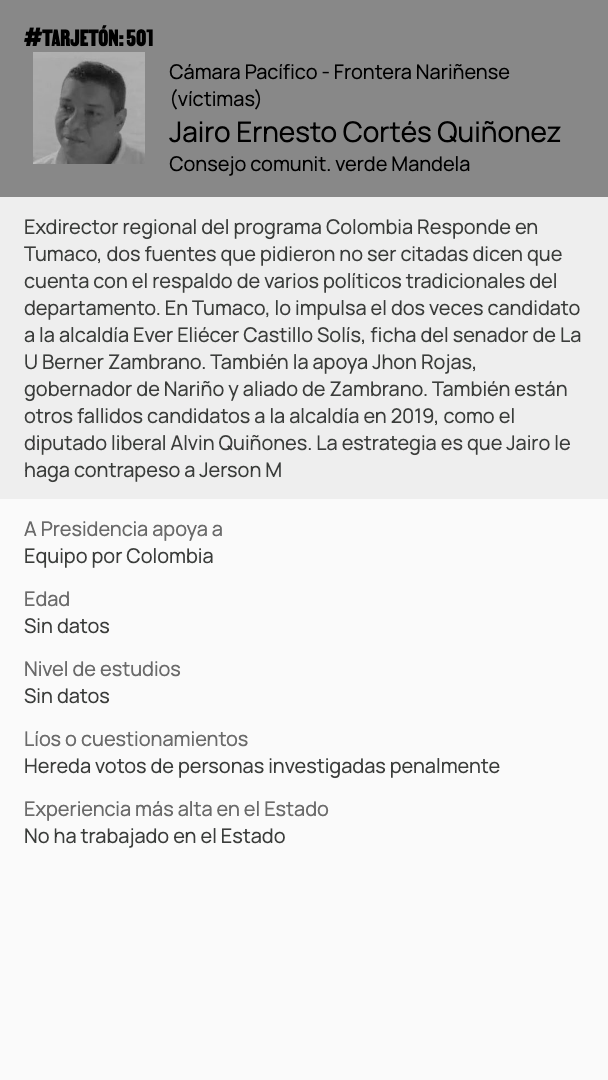 #TARJETÓN: 501
Cámara Pacífico - Frontera Nariñense
(víctimas)
Jairo Ernesto Cortés Quiñonez
Consejo comunit. verde Mandela
Exdirector regional del programa Colombia Responde en
Tumaco, dos fuentes que pidieron no ser citadas dicen que
cuenta con el respaldo de varios políticos tradicionales del
departamento. En Tumaco, lo impulsa el dos veces candidato
a la alcaldía Ever Eliécer Castillo Solís, ficha del senador de La
U Berner Zambrano. También la apoya Jhon Rojas,
gobernador de Nariño y aliado de Zambrano. También están
otros fallidos candidatos a la alcaldía en 2019, como el
diputado liberal Alvin Quiñones. La estrategia es que Jairo le
haga contrapeso a Jerson M
A Presidencia apoya a
Equipo por Colombia
Edad
Sin datos
Nivel de estudios
Sin datos
Líos o cuestionamientos
Hereda votos de personas investigadas penalmente
Experiencia más alta en el Estado
No ha trabajado en el Estado